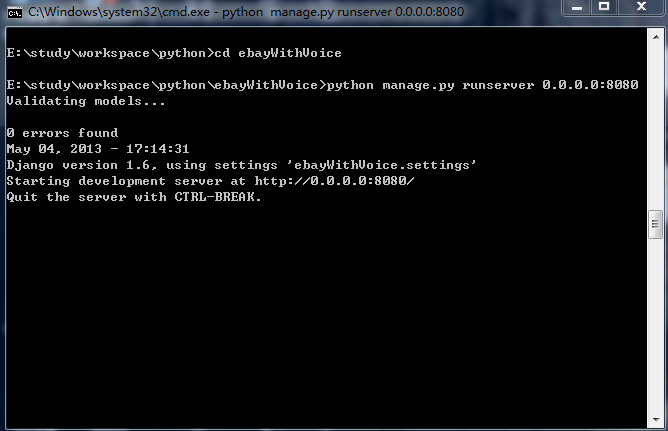 C:\Windows\system32\cmd.exe - python  manage.py runserver 0.0.0.0:8080
E:\study\workspace\python>cd ebayWithVoice
E:\study\workspace\python\ebayWithVoice>python manage.py runserver 0.0.0.0:8080
Validating models...
0 errors found
May 04, 2013 - 17:14:31
Django version 1.6, using settings 'ebayWithVoice.settings'
Starting development server at http://0.0.0.0:8080/
Quit the server with CTRL-BREAK.